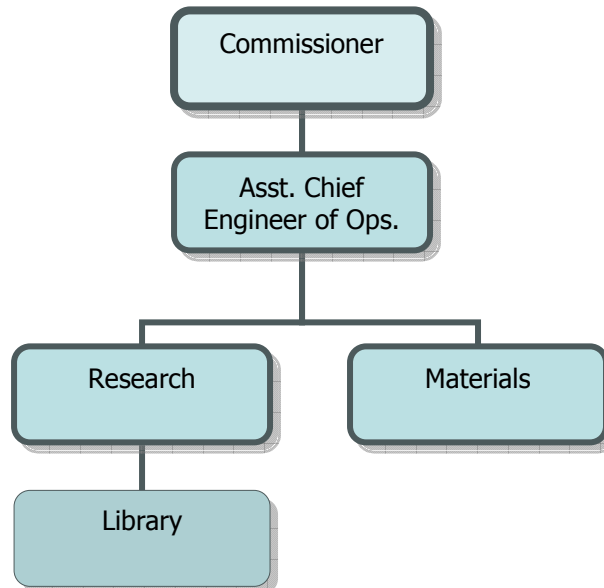 Commissioner
Asst. Chief
Engineer of Ops.
Research
Materials
Library